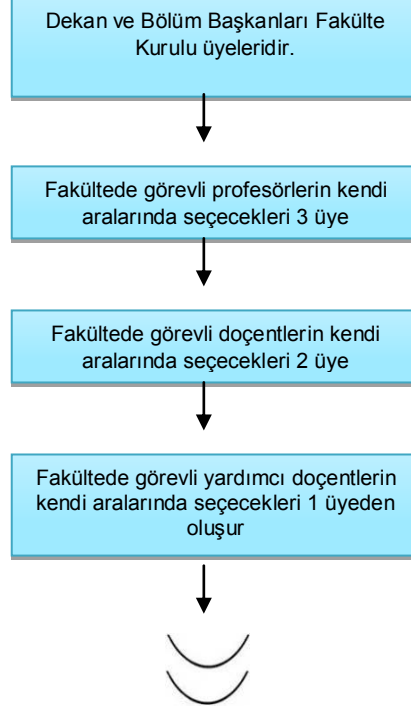 Dekan ve Bölüm Başkanları Fakülte
Kurulu üyeleridir.
Fakültede görevli profesörlerin kendi
aralarında seçecekleri 3 üye
Fakültede görevli doçentlerin kendi
aralarında seçecekleri 2 üye
Fakültede görevli yardımcı doçentlerin
kendi aralarında seçecekleri 1 üyeden
oluşur